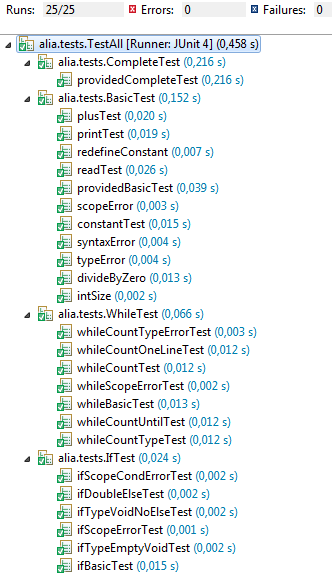 Runs: 25/25 Errors: 0 Failures: 0
alia.tests.TestAll [Runner: JUnit 4] (0,458 s)
alia.tests.CompleteTest (0,216 s)
providedCompleteTest (0,216 s)
alia.tests.BasicTest (0,152 s)
plusTest (0,020 s)
printTest (0,019 s)
redefineConstant (0,007 s)
readTest (0,026 s)
providedBasicTest (0,039 s)
scopeError (0,003 s)
constantTest (0,015 s)
syntaxError (0,004 s)
typeError (0,004 s)
divideByZero (0,013 s)
intSize (0,002 s)
alia.tests.WhileTest (0,066 s)
whileCountTypeErrorTest (0,003 s)
whileCountOneLineTest (0,012 s)
whileCountTest (0,012 s)
whileScopeErrorTest (0,002 s)
whileBasicTest (0,013 s)
whileCountUntilTest (0,012 s)
whileCountTypeTest (0,012 s)
alia.tests.IfTest (0,024 s)
ifScopeCondErrorTest (0,002 s)
ifDoubleElseTest (0,002 s)
ifTypeVoidNoElseTest (0,002 s)
ifScopeErrorTest (0,001 s)
ifTypeEmptyVoidTest (0,002 s)
ifBasicTest (0,015 s)